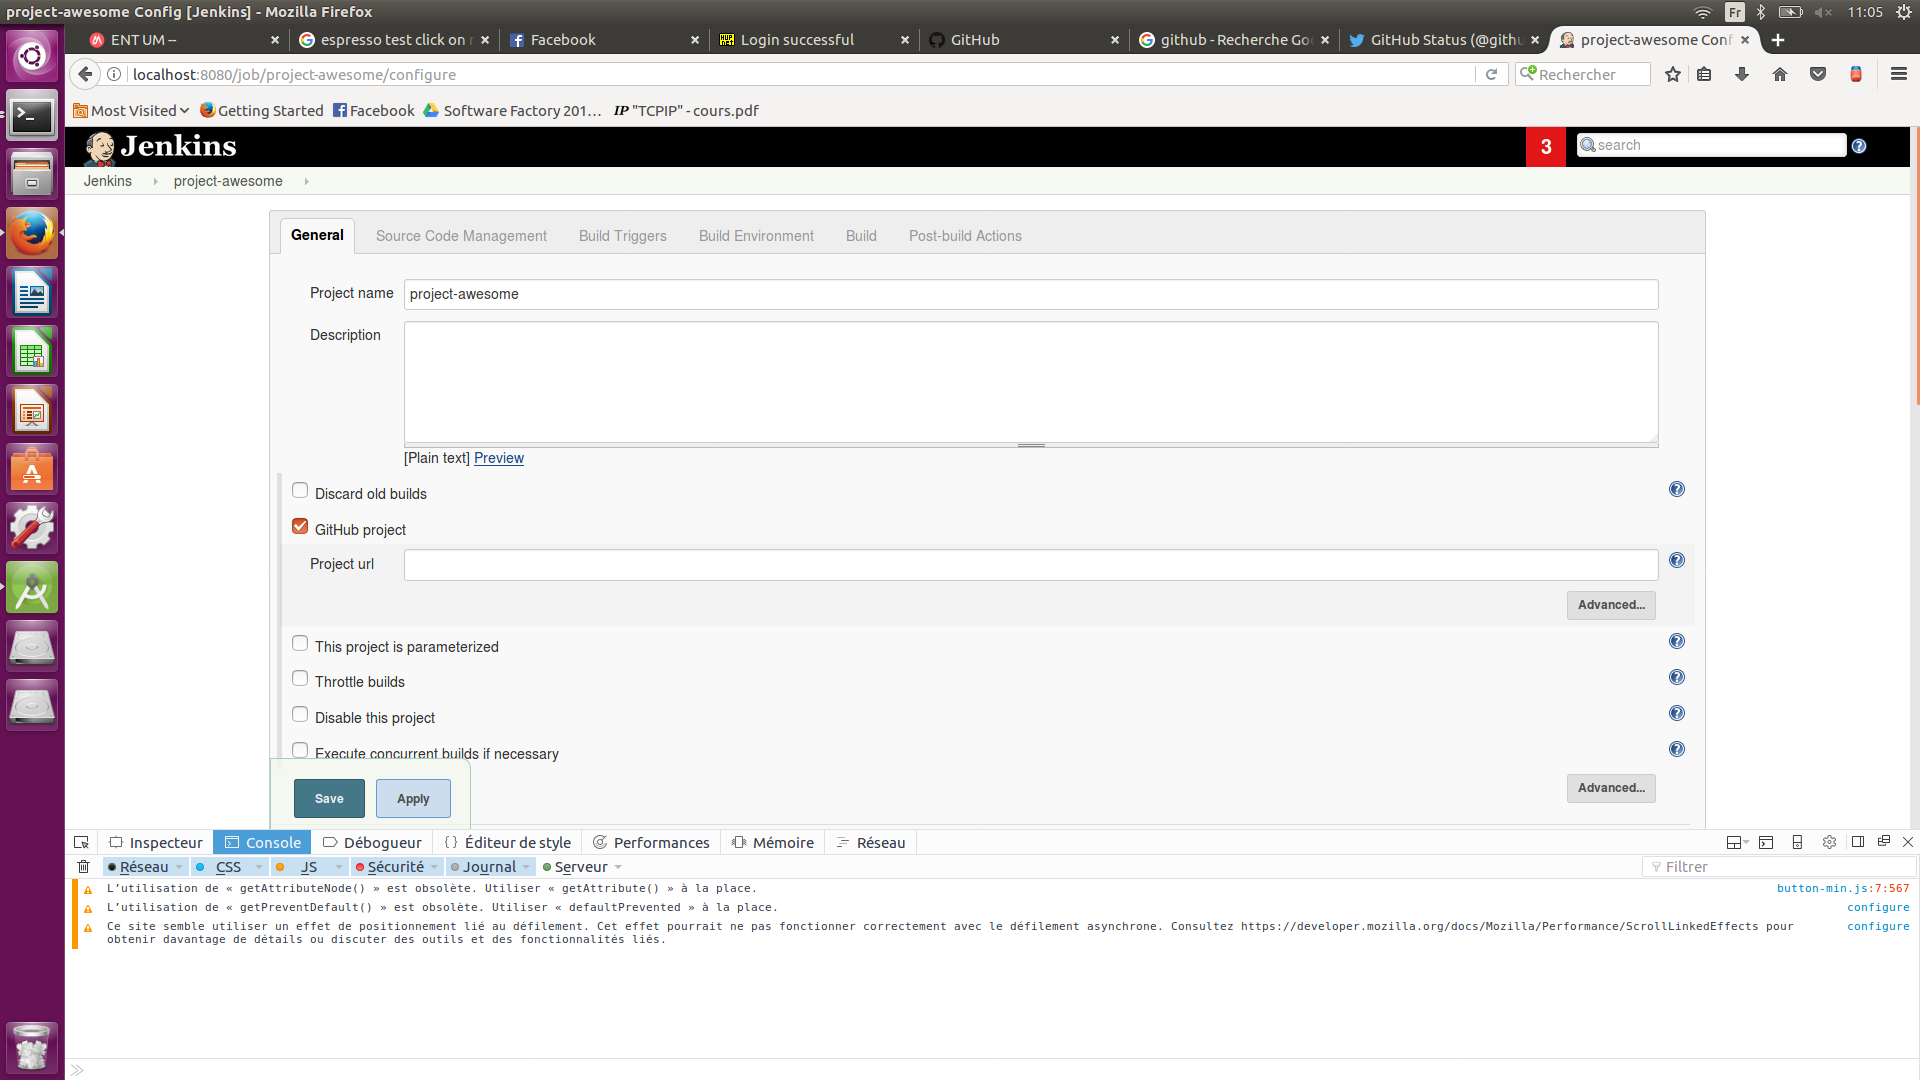 project-awesome Config [Jenkins] - Mozilla Firefox
Fr
11:05
ENT UM –
espresso test click on
Facebook
Login successful
GitHub
github - Recherche Go
GitHub Status (@githu
project-awesome Conf
localhost:8080/job/project-awesome/configure
Rechercher
Most Visited
Getting Started
Facebook
Software Factory 201…
IP "TCPIP" - cours.pdf
Jenkins
3
search
Jenkins
project-awesome
General
Source Code Management
Build Triggers
Build Environment
Build
Post-build Actions
Project name
project-awesome
Description
[Plain text] Preview
Discard old builds
GitHub project
Project url
Advanced...
This project is parameterized
Throttle builds
Disable this project
Execute concurrent builds if necessary
Advanced...
Save
Apply
Inspecteur
Console
Débogueur
Éditeur de style
Performances
Mémoire
Réseau
Réseau
CSS
JS
Sécurité
Journal
Serveur
Filtrer
L’utilisation de « getAttributeNode() » est obsolète. Utiliser « getAttribute() » à la place.
button-min.js:7:567
L’utilisation de « getPreventDefault() » est obsolète. Utiliser « defaultPrevented » à la place.
configure
Ce site semble utiliser un effet de positionnement lié au défilement. Cet effet pourrait ne pas fonctionner correctement avec le défilement asynchrone. Consultez https://developer.mozilla.org/docs/Mozilla/Performance/ScrollLinkedEffects pour
configure
obtenir davantage de détails ou discuter des outils et des fonctionnalités liés.